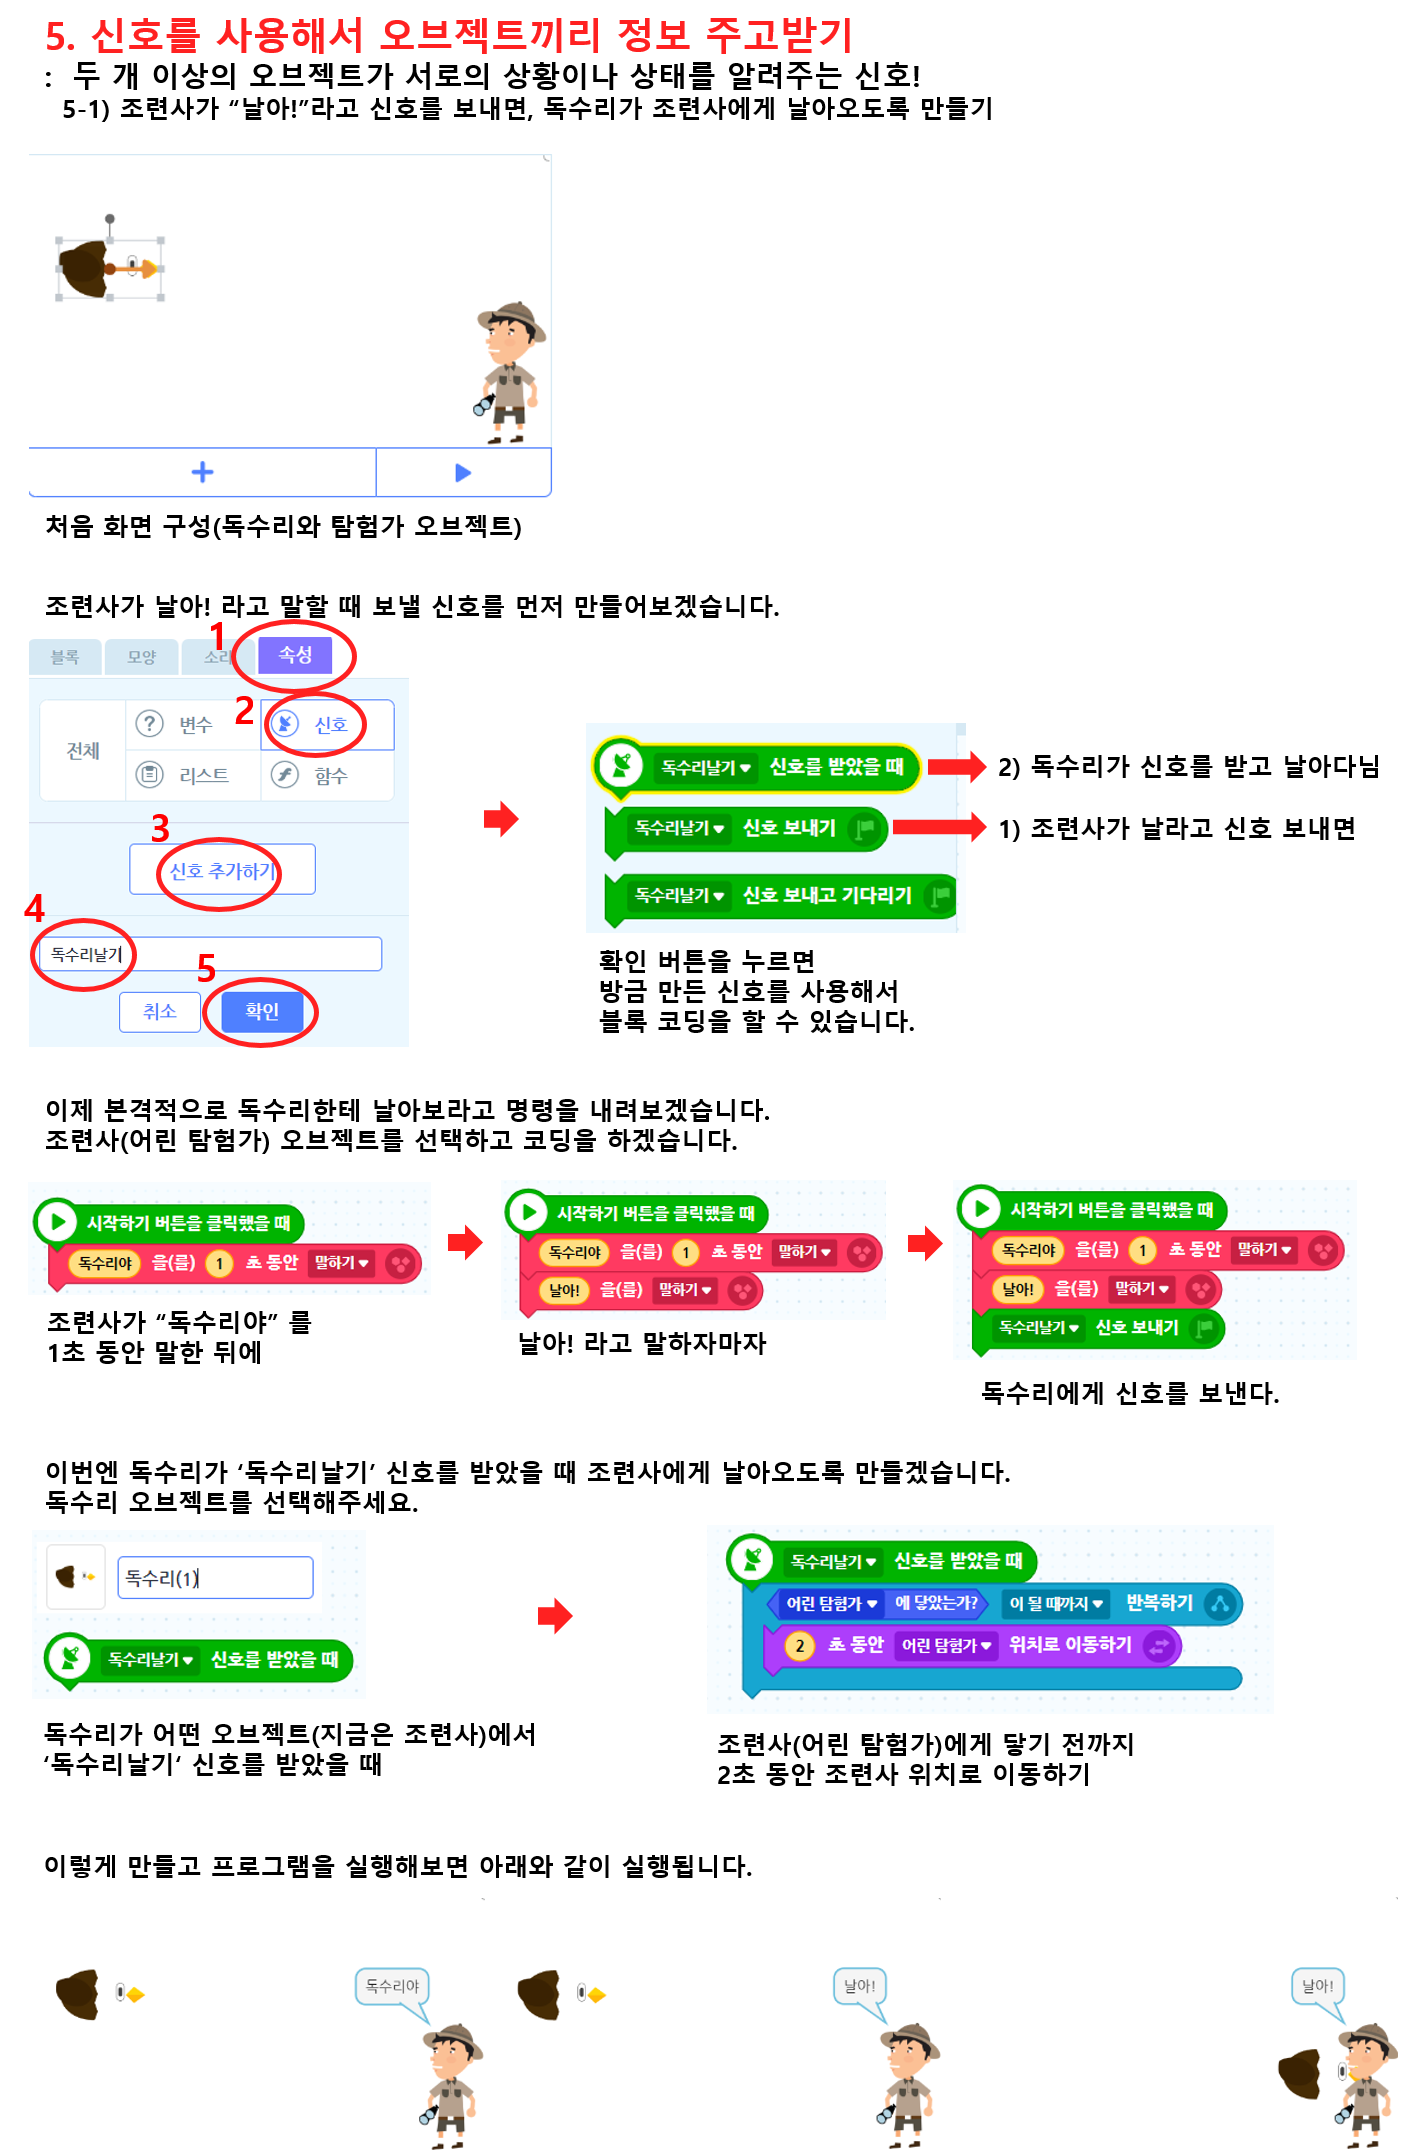 5. 신호를 사용해서 오브젝트끼리 정보 주고받기
: 두 개 이상의 오브젝트가 서로의 상황이나 상태를 알려주는 신호!
5-1) 조련사가 “날아!”라고 신호를 보내면, 독수리가 조련사에게 날아오도록 만들기
처음 화면 구성(독수리와 탐험가 오브젝트)
조련사가 날아! 라고 말할 때 보낼 신호를 먼저 만들어보겠습니다.
1
블록 모양 소리 속성
2
전체 변수 신호
리스트 함수
3
신호 추가하기
4
독수리날기
5
취소 확인
독수리날기 신호를 받았을 때
2) 독수리가 신호를 받고 날아다님
독수리날기 신호 보내기
1) 조련사가 날라고 신호 보내면
독수리날기 신호 보내고 기다리기
확인 버튼을 누르면
방금 만든 신호를 사용해서
블록 코딩을 할 수 있습니다.
이제 본격적으로 독수리한테 날아보라고 명령을 내려보겠습니다.
조련사(어린 탐험가) 오브젝트를 선택하고 코딩을 하겠습니다.
시작하기 버튼을 클릭했을 때
독수리야 을(를) 1 초 동안 말하기
조련사가 “독수리야” 를
1초 동안 말한 뒤에
시작하기 버튼을 클릭했을 때
독수리야 을(를) 1 초 동안 말하기
날아! 을(를) 말하기
날아! 라고 말하자마자
시작하기 버튼을 클릭했을 때
독수리야 을(를) 1 초 동안 말하기
날아! 을(를) 말하기
독수리날기 신호 보내기
독수리에게 신호를 보낸다.
이번엔 독수리가 ‘독수리날기’ 신호를 받았을 때 조련사에게 날아오도록 만들겠습니다.
독수리 오브젝트를 선택해주세요.
독수리(1)
독수리날기 신호를 받았을 때
독수리가 어떤 오브젝트(지금은 조련사)에서
‘독수리날기‘ 신호를 받았을 때
독수리날기 신호를 받았을 때
어린 탐험가 에 닿았는가? 이 될 때까지 반복하기
2 초 동안 어린 탐험가 위치로 이동하기
조련사(어린 탐험가)에게 닿기 전까지
2초 동안 조련사 위치로 이동하기
이렇게 만들고 프로그램을 실행해보면 아래와 같이 실행됩니다.
독수리야
날아!
날아!